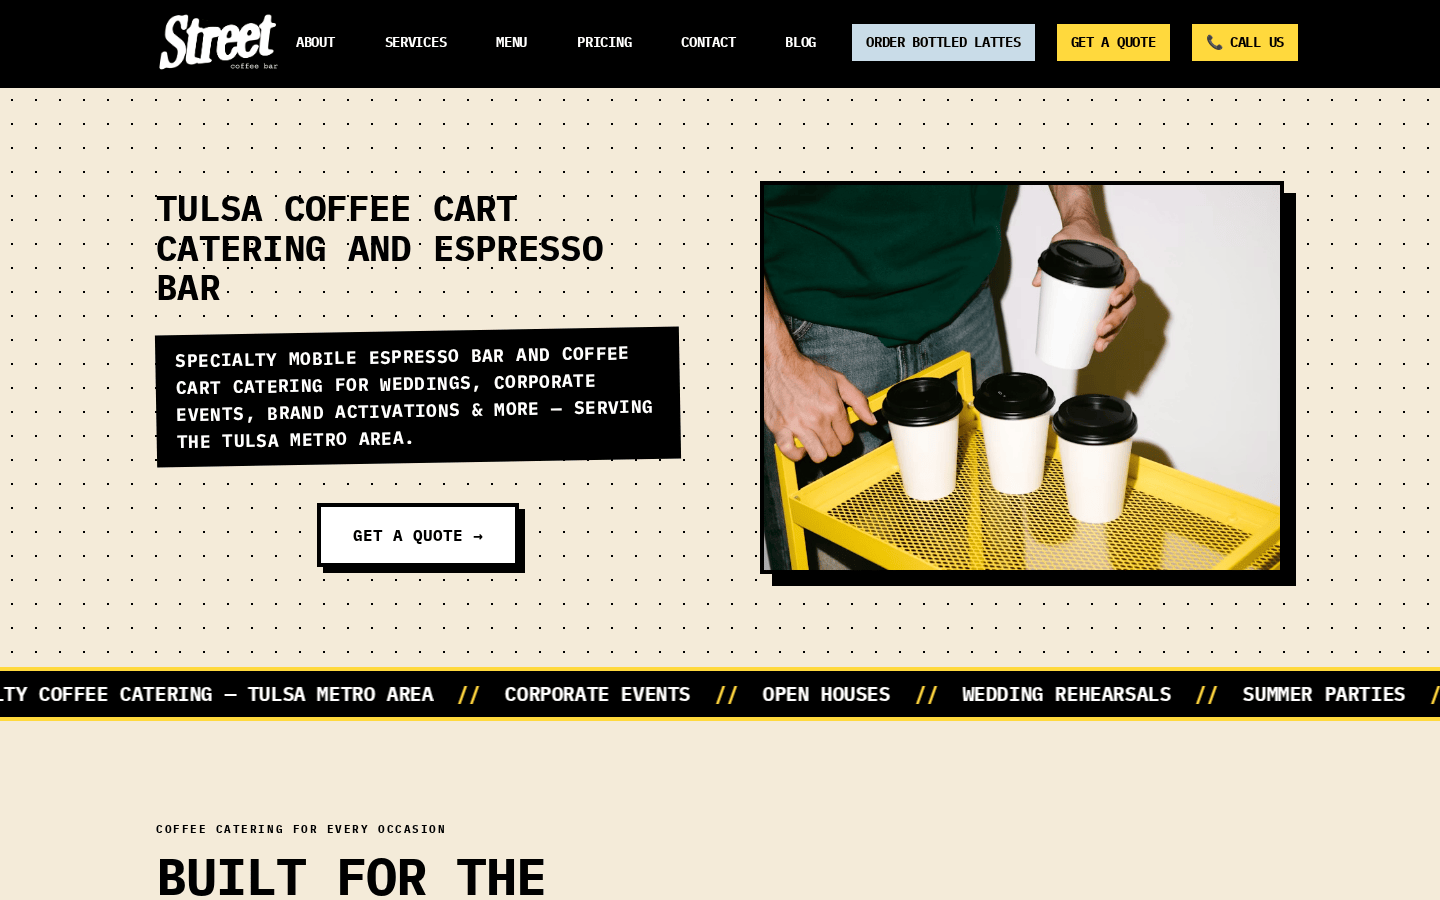 Street
coffee bar
ABOUT
SERVICES
MENU
PRICING
CONTACT
BLOG
ORDER BOTTLED LATTES
GET A QUOTE
📞 CALL US
TULSA COFFEE CART
CATERING AND ESPRESSO
BAR
SPECIALTY MOBILE ESPRESSO BAR AND COFFEE
CART CATERING FOR WEDDINGS, CORPORATE
EVENTS, BRAND ACTIVATIONS & MORE — SERVING
THE TULSA METRO AREA.
GET A QUOTE →
LTY COFFEE CATERING — TULSA METRO AREA // CORPORATE EVENTS // OPEN HOUSES // WEDDING REHEARSALS // SUMMER PARTIES /
COFFEE CATERING FOR EVERY OCCASION
BUILT FOR THE